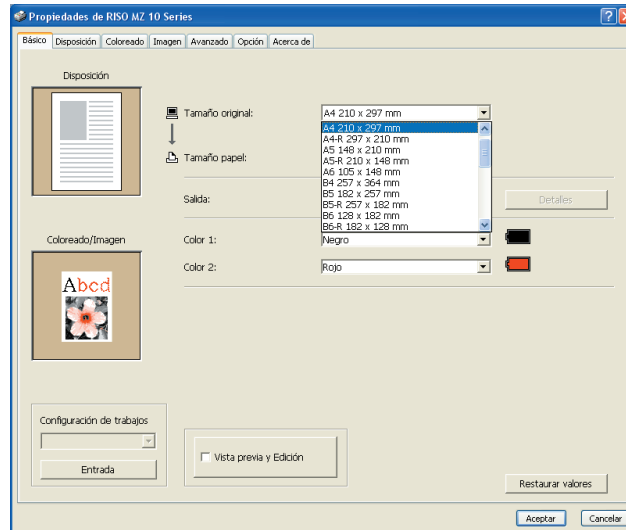 Propiedades de RISO MZ 10 Series
Básico Disposición Coloreado Imagen Avanzado Opción Acerca de
Disposición
Tamaño original:
A4 210 x 297 mm
A4 210 x 297 mm
A4-R 297 x 210 mm
A5 148 x 210 mm
A5-R 210 x 148 mm
A6 105 x 148 mm
B4 257 x 364 mm
B5 182 x 257 mm
B5-R 257 x 182 mm
B6 128 x 182 mm
B6-R 182 x 128 mm
Tamaño papel:
Salida:
Detalles
Coloreado/Imagen
Abcd
Color 1:
Negro
Color 2:
Rojo
Configuración de trabajos
Entrada
Vista previa y Edición
Restaurar valores
Aceptar
Cancelar